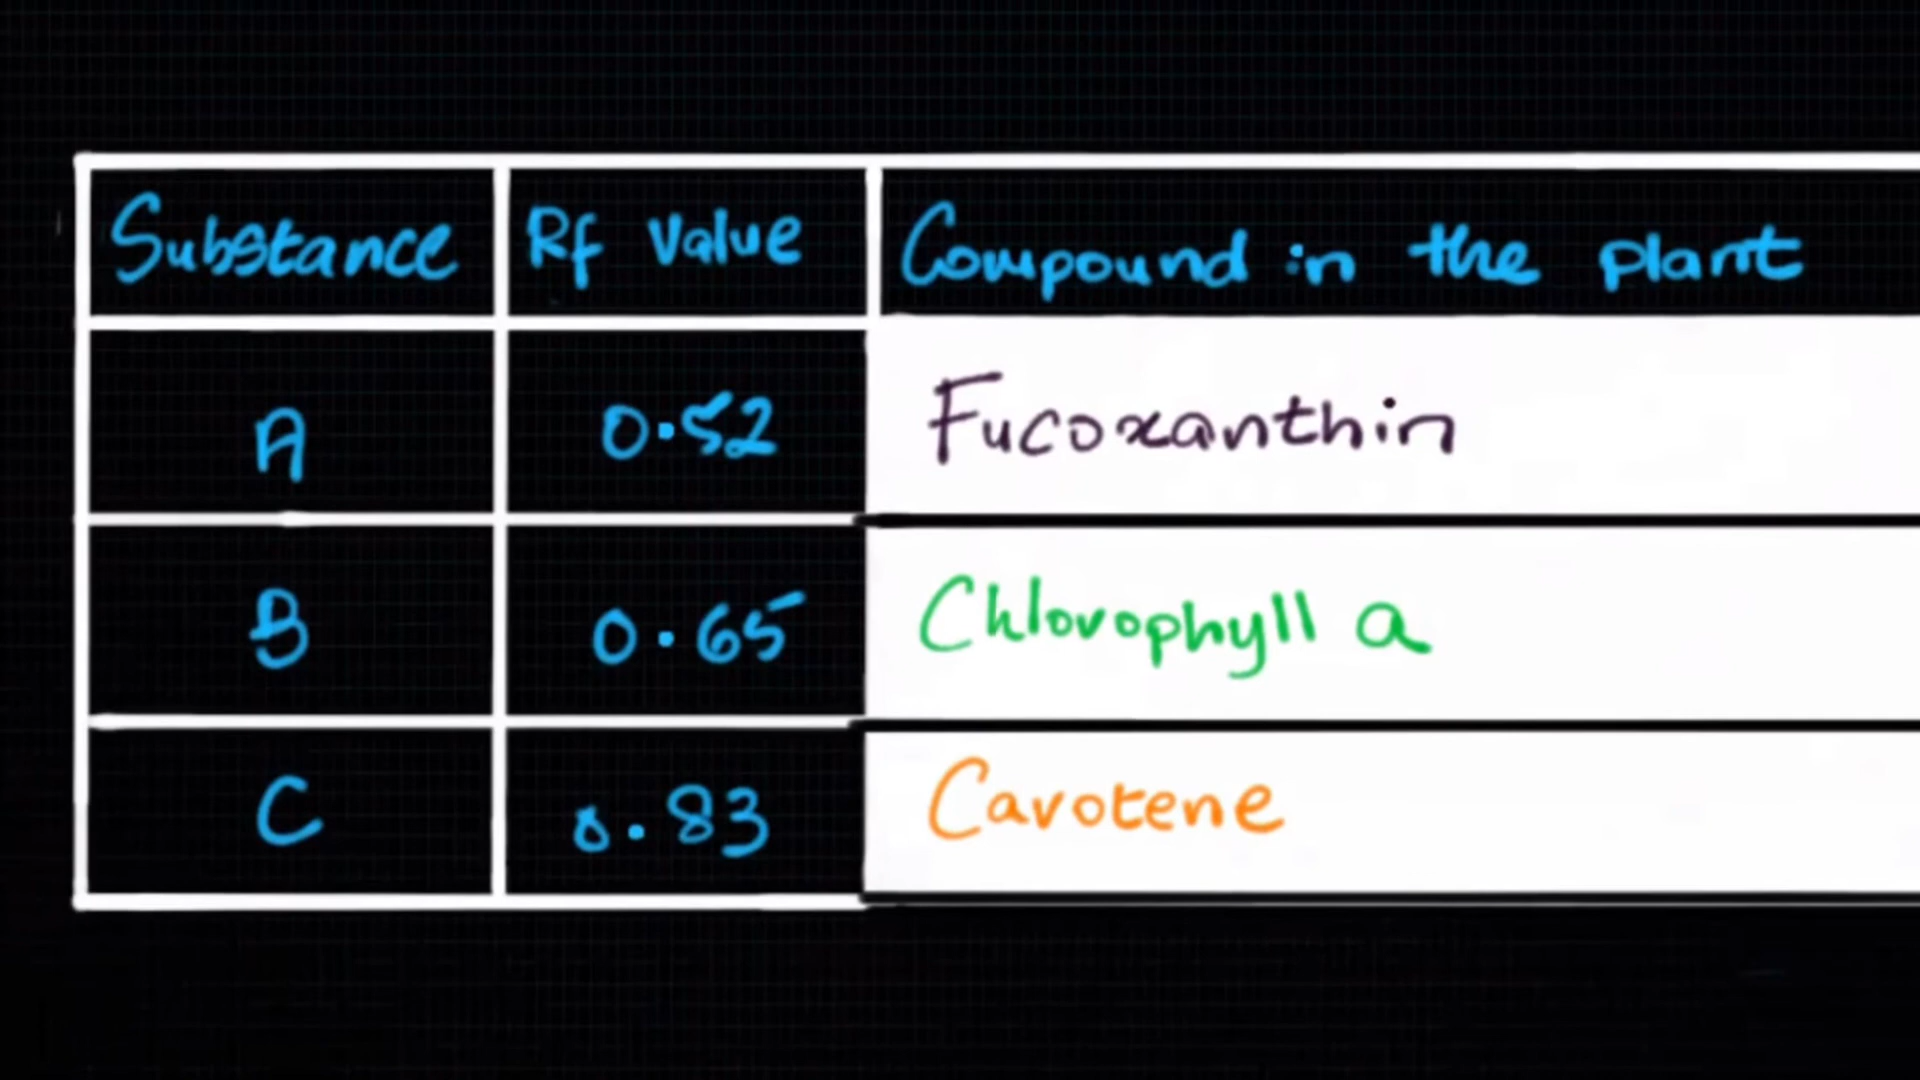 Substance Rf Value Compound in the plant
A 0.52 Fucoxanthin
B 0.65 Chlorophyll a
C 0.83 Carotene